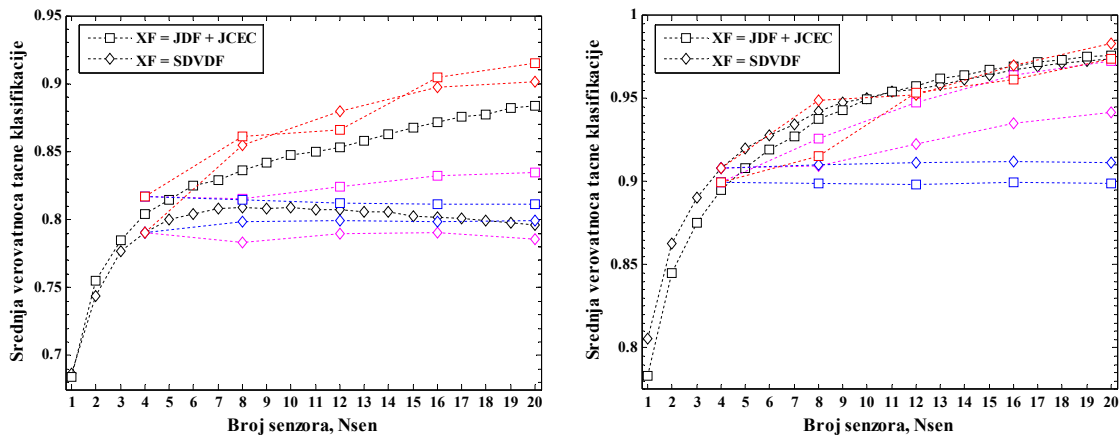 0.95
0.9
0.85
0.8
0.75
0.7
Srednja verovatnoca tacne klasifikacije
XF = JDF + JCEC
XF = SDVDF
1 2 3 4 5 6 7 8 9 10 11 12 13 14 15 16 17 18 19 20
Broj senzora, Nsen
1
0.95
0.9
0.85
0.8
Srednja verovatnoca tacne klasifikacije
XF = JDF + JCEC
XF = SDVDF
1 2 3 4 5 6 7 8 9 10 11 12 13 14 15 16 17 18 19 20
Broj senzora, Nsen